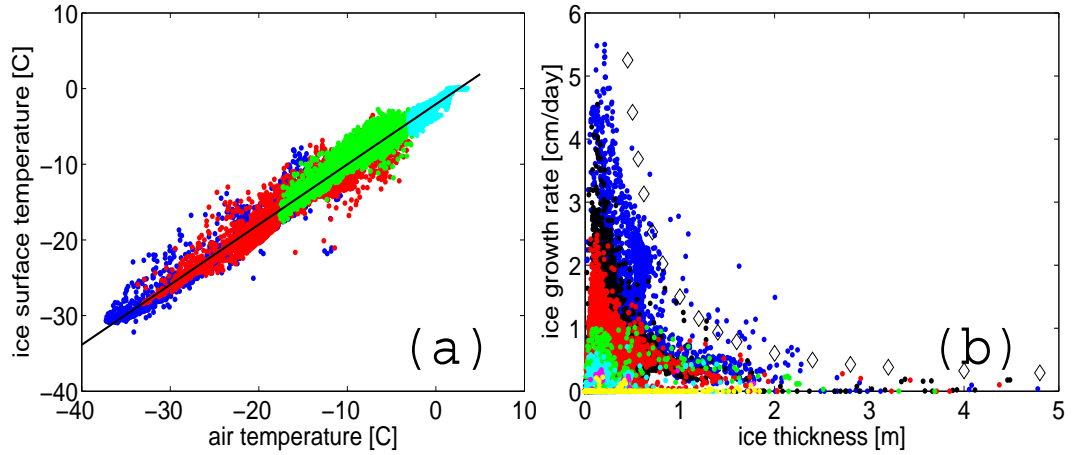 10
0
−10
−20
−30
−40
−40 −30 −20 −10 0 10
air temperature [C]
ice surface temperature [C]
(a)
6
5
4
3
2
1
0
0 1 2 3 4 5
ice thickness [m]
ice growth rate [cm/day]
(b)